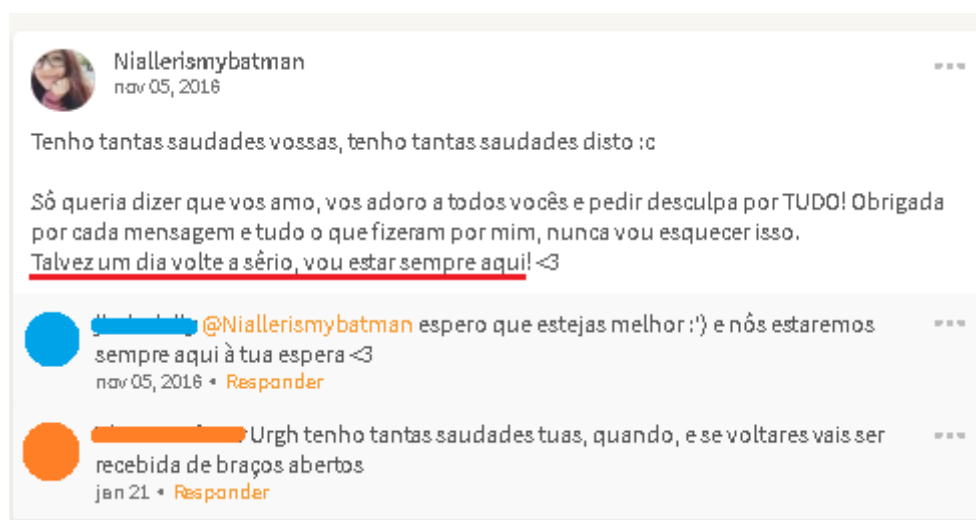 Niallerismybatman
nov 05, 2016
Tenho tantas saudades vossas, tenho tantas saudades disto :c
Só queria dizer que vos amo, vos adoro a todos vocês e pedir desculpa por TUDO! Obrigada
por cada mensagem e tudo o que fizeram por mim, nunca vou esquecer isso.
Talvez um dia volte a sério, vou estar sempre aqui! <3
@Niallerismybatman espero que estejas melhor :') e nós estaremos
sempre aqui à tua espera <3
nov 05, 2016 • Responder
Urgh tenho tantas saudades tuas, quando, e se voltares vais ser
recebida de braços abertos
jan 21 • Responder